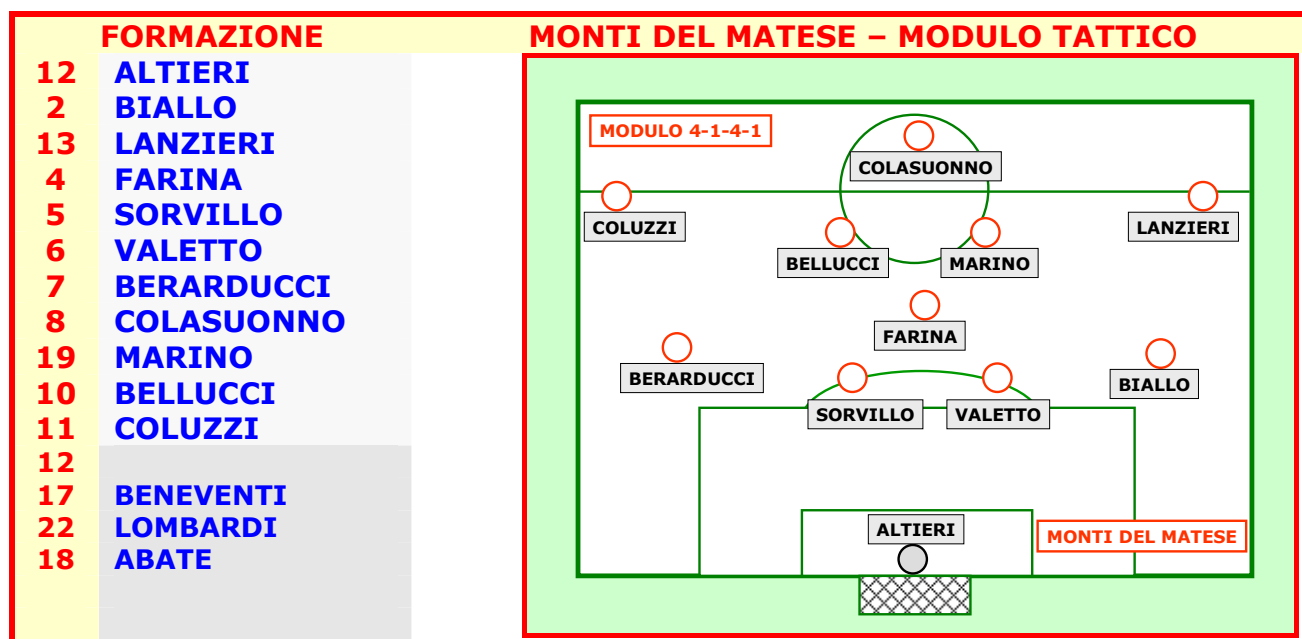 FORMAZIONE
12 ALTIERI
2 BIALLO
13 LANZIERI
4 FARINA
5 SORVILLO
6 VALETTO
7 BERARDUCCI
8 COLASUONNO
19 MARINO
10 BELLUCCI
11 COLUZZI
12
17 BENEVENTI
22 LOMBARDI
18 ABATE
MONTI DEL MATESE – MODULO TATTICO
MODULO 4-1-4-1
COLASUONNO
COLUZZI
LANZIERI
BELLUCCI
MARINO
FARINA
BERARDUCCI
BIALLO
SORVILLO
VALETTO
ALTIERI
MONTI DEL MATESE